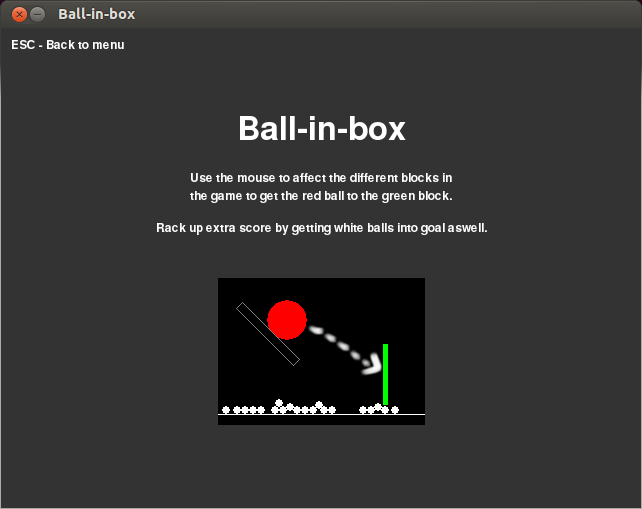 Ball-in-box
ESC - Back to menu
Ball-in-box
Use the mouse to affect the different blocks in
the game to get the red ball to the green block.
Rack up extra score by getting white balls into goal aswell.